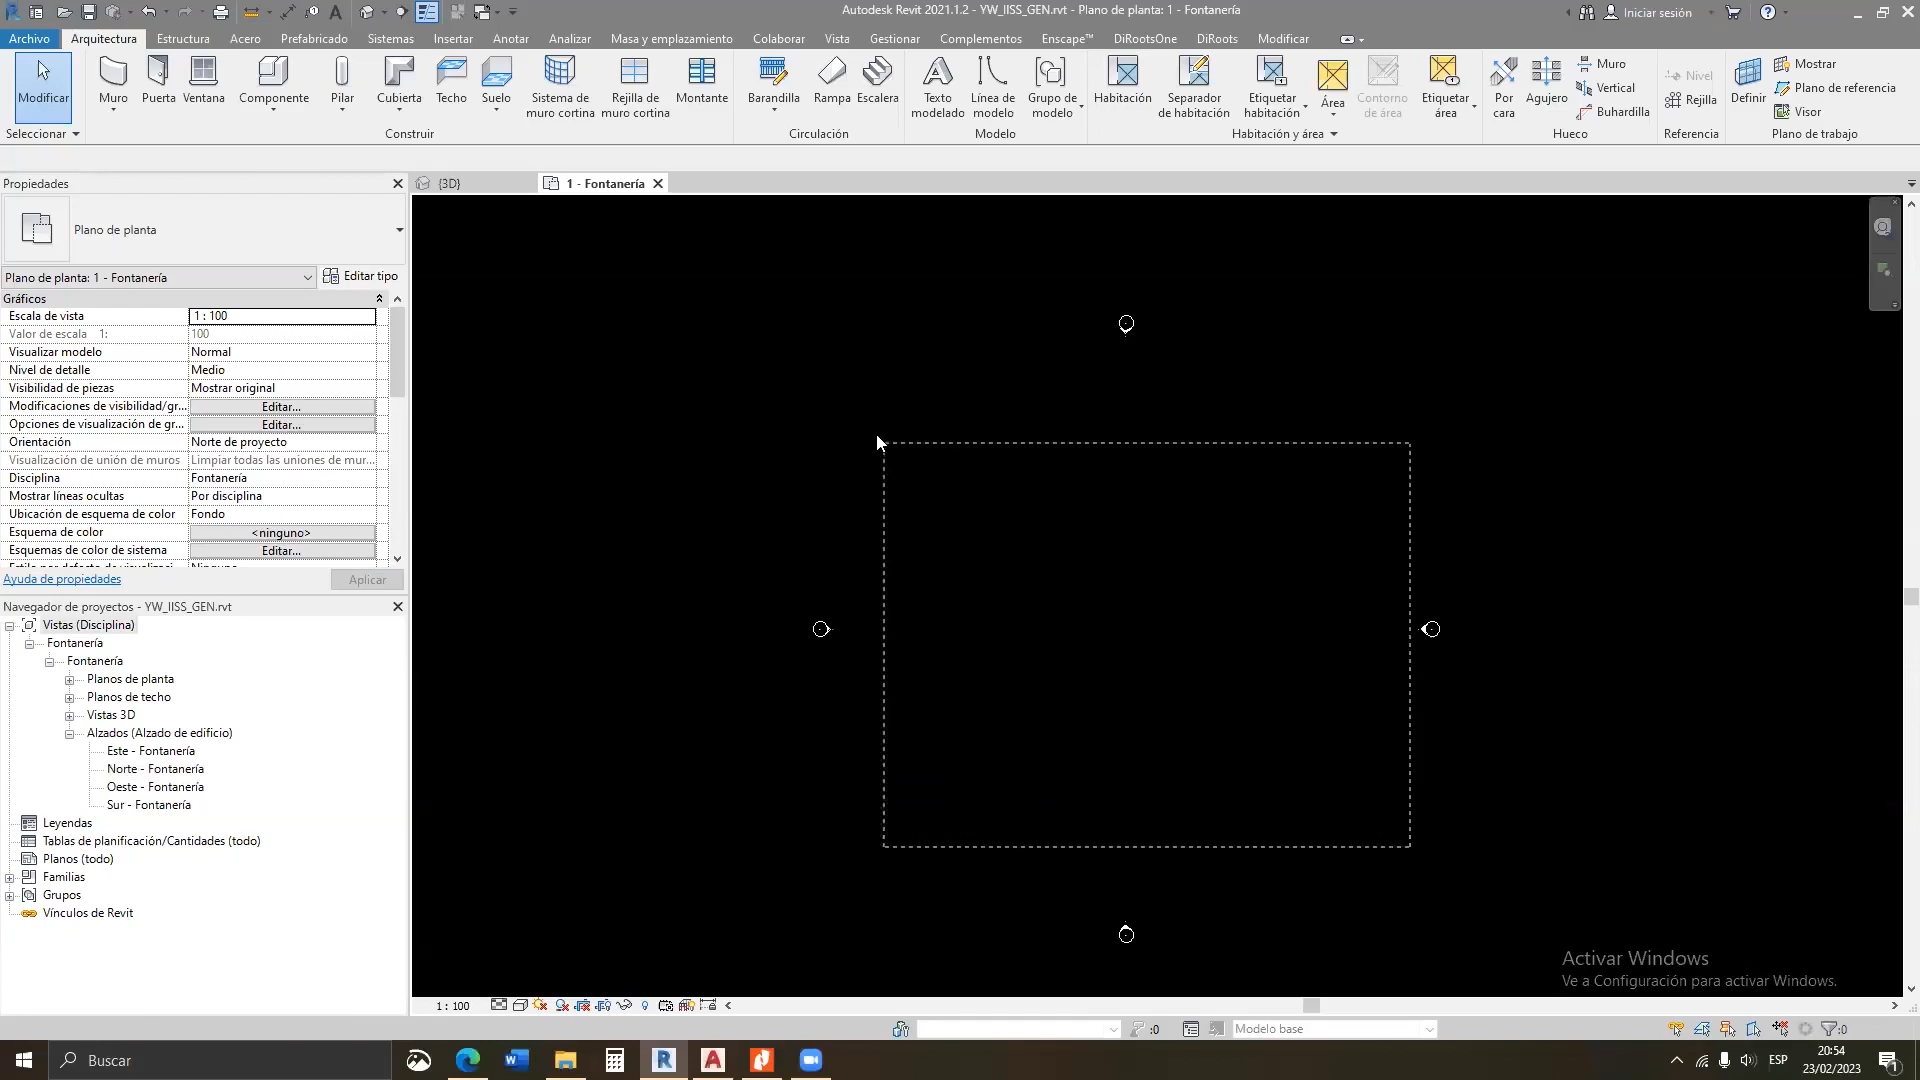 Autodesk Revit 2021.1.2 - YW_IISS_GEN.rvt - Plano de planta: 1 - Fontanería
Iniciar sesión
Archivo Arquitectura Estructura Acero Prefabricado Sistemas Insertar Anotar Analizar Masa y emplazamiento Colaborar Vista Gestionar Complementos Enscape™ DiRootsOne DiRoots Modificar
Modificar
Seleccionar
Muro Puerta Ventana Componente Pilar Cubierta Techo Suelo Sistema de muro cortina Rejilla de muro cortina Montante
Construir
Barandilla Rampa Escalera
Circulación
Texto modelado Línea de modelo Grupo de modelo
Modelo
Habitación Separador de habitación Etiquetar habitación Área Contorno de área Etiquetar área
Habitación y área
Por cara Agujero Muro Vertical Buhardilla
Hueco
Nivel
Rejilla
Referencia
Definir Mostrar Plano de referencia Visor
Plano de trabajo
Propiedades
{3D}
1 - Fontanería
Plano de planta
Plano de planta: 1 - Fontanería
Editar tipo
Gráficos
Escala de vista 1 : 100
Valor de escala 1: 100
Visualizar modelo Normal
Nivel de detalle Medio
Visibilidad de piezas Mostrar original
Modificaciones de visibilidad/gr... Editar...
Opciones de visualización de gr... Editar...
Orientación Norte de proyecto
Visualización de unión de muros Limpiar todas las uniones de mur...
Disciplina Fontanería
Mostrar líneas ocultas Por disciplina
Ubicación de esquema de color Fondo
Esquema de color <ninguno>
Esquemas de color de sistema Editar...
Ayuda de propiedades
Aplicar
Navegador de proyectos - YW_IISS_GEN.rvt
Vistas (Disciplina)
Fontanería
Fontanería
Planos de planta
Planos de techo
Vistas 3D
Alzados (Alzado de edificio)
Este - Fontanería
Norte - Fontanería
Oeste - Fontanería
Sur - Fontanería
Leyendas
Tablas de planificación/Cantidades (todo)
Planos (todo)
Familias
Grupos
Vínculos de Revit
Activar Windows
Ve a Configuración para activar Windows.
1 : 100
:0
Modelo base
:0
Buscar
ESP
20:54
23/02/2023